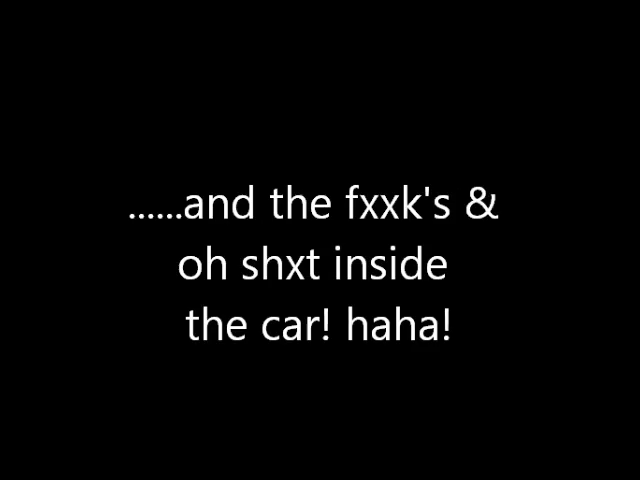 ......and the fxxk's &
oh shxt inside
the car! haha!